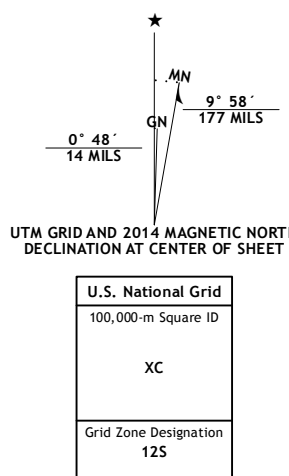 ★
MN
GN
9° 58´
177 MILS
0° 48´
14 MILS
UTM GRID AND 2014 MAGNETIC NORTH
DECLINATION AT CENTER OF SHEET
U.S. National Grid
100,000-m Square ID
XC
Grid Zone Designation
12S